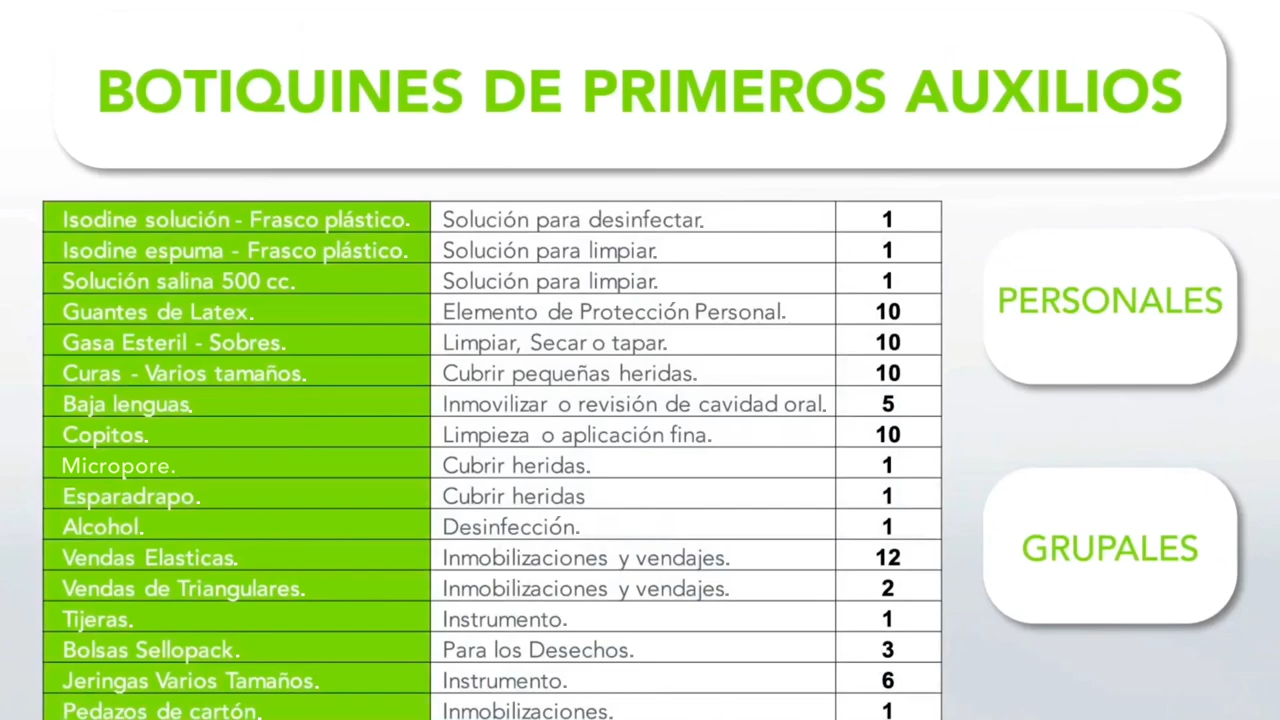 BOTIQUINES DE PRIMEROS AUXILIOS
Isodine solución - Frasco plástico. Solución para desinfectar. 1
Isodine espuma - Frasco plástico. Solución para limpiar. 1
Solución salina 500 cc. Solución para limpiar. 1
Guantes de Latex. Elemento de Protección Personal. 10
Gasa Esteril - Sobres. Limpiar, Secar o tapar. 10
Curas - Varios tamaños. Cubrir pequeñas heridas. 10
Baja lenguas. Inmovilizar o revisión de cavidad oral. 5
Copitos. Limpieza o aplicación fina. 10
Micropore. Cubrir heridas. 1
Esparadrapo. Cubrir heridas 1
Alcohol. Desinfección. 1
Vendas Elasticas. Inmobilizaciones y vendajes. 12
Vendas de Triangulares. Inmobilizaciones y vendajes. 2
Tijeras. Instrumento. 1
Bolsas Sellopack. Para los Desechos. 3
Jeringas Varios Tamaños. Instrumento. 6
Pedazos de cartón. Inmobilizaciones. 1
PERSONALES
GRUPALES